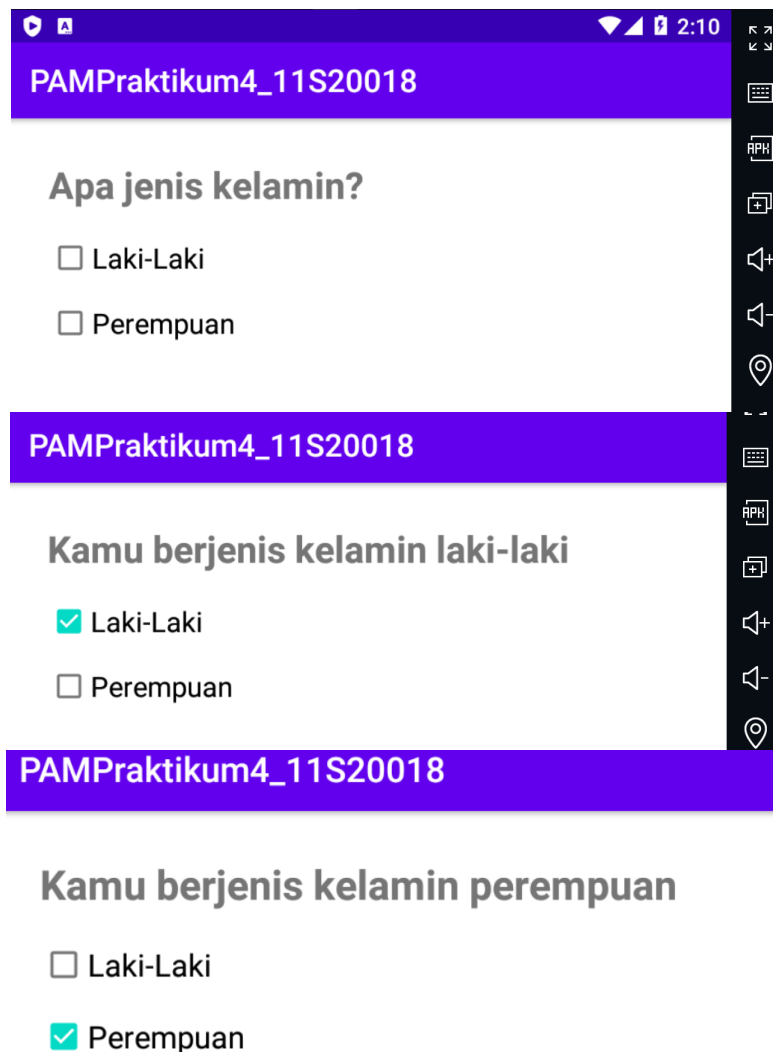 2:10
PAMPraktikum4_11S20018
APK
Apa jenis kelamin?
Laki-Laki
Perempuan
PAMPraktikum4_11S20018
APK
Kamu berjenis kelamin laki-laki
Laki-Laki
Perempuan
PAMPraktikum4_11S20018
Kamu berjenis kelamin perempuan
Laki-Laki
Perempuan